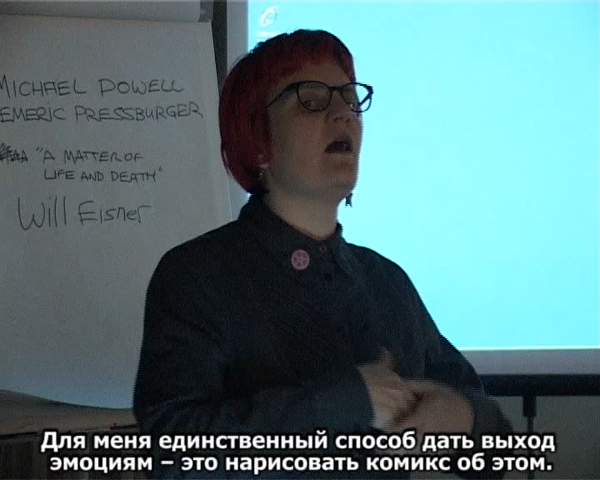 MICHAEL POWELL
EMERIC PRESSBURGER
"A MATTER OF
LIFE AND DEATH"
Will Eisner
Для меня единственный способ дать выход
эмоциям – это нарисовать комикс об этом.